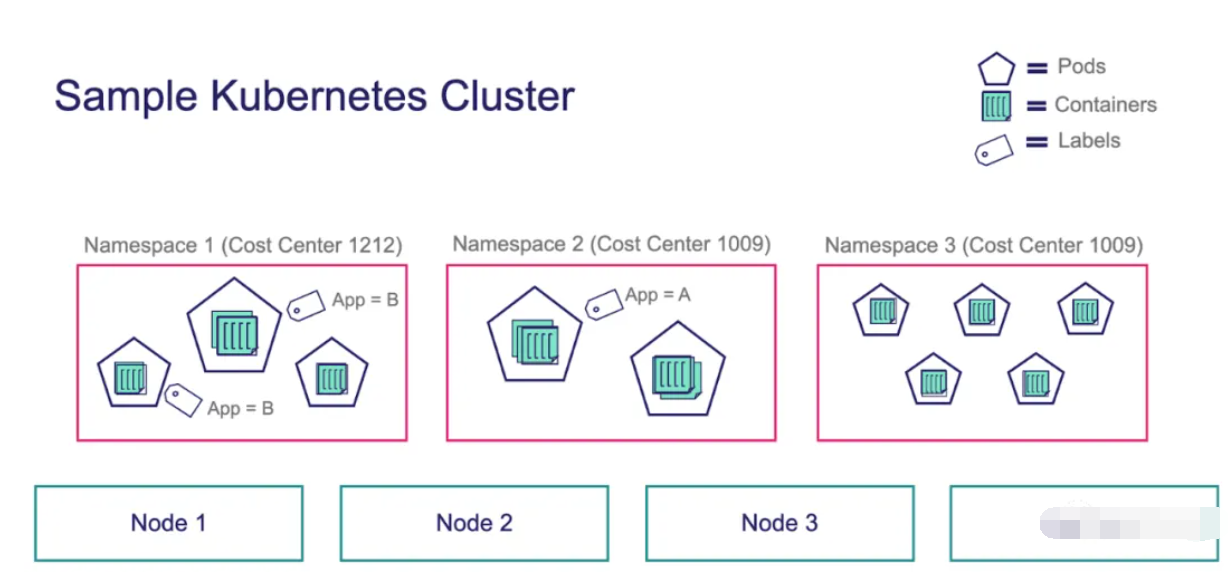 Sample Kubernetes Cluster
= Pods
= Containers
= Labels
Namespace 1 (Cost Center 1212)
Namespace 2 (Cost Center 1009)
Namespace 3 (Cost Center 1009)
App = B
App = B
App = A
Node 1
Node 2
Node 3